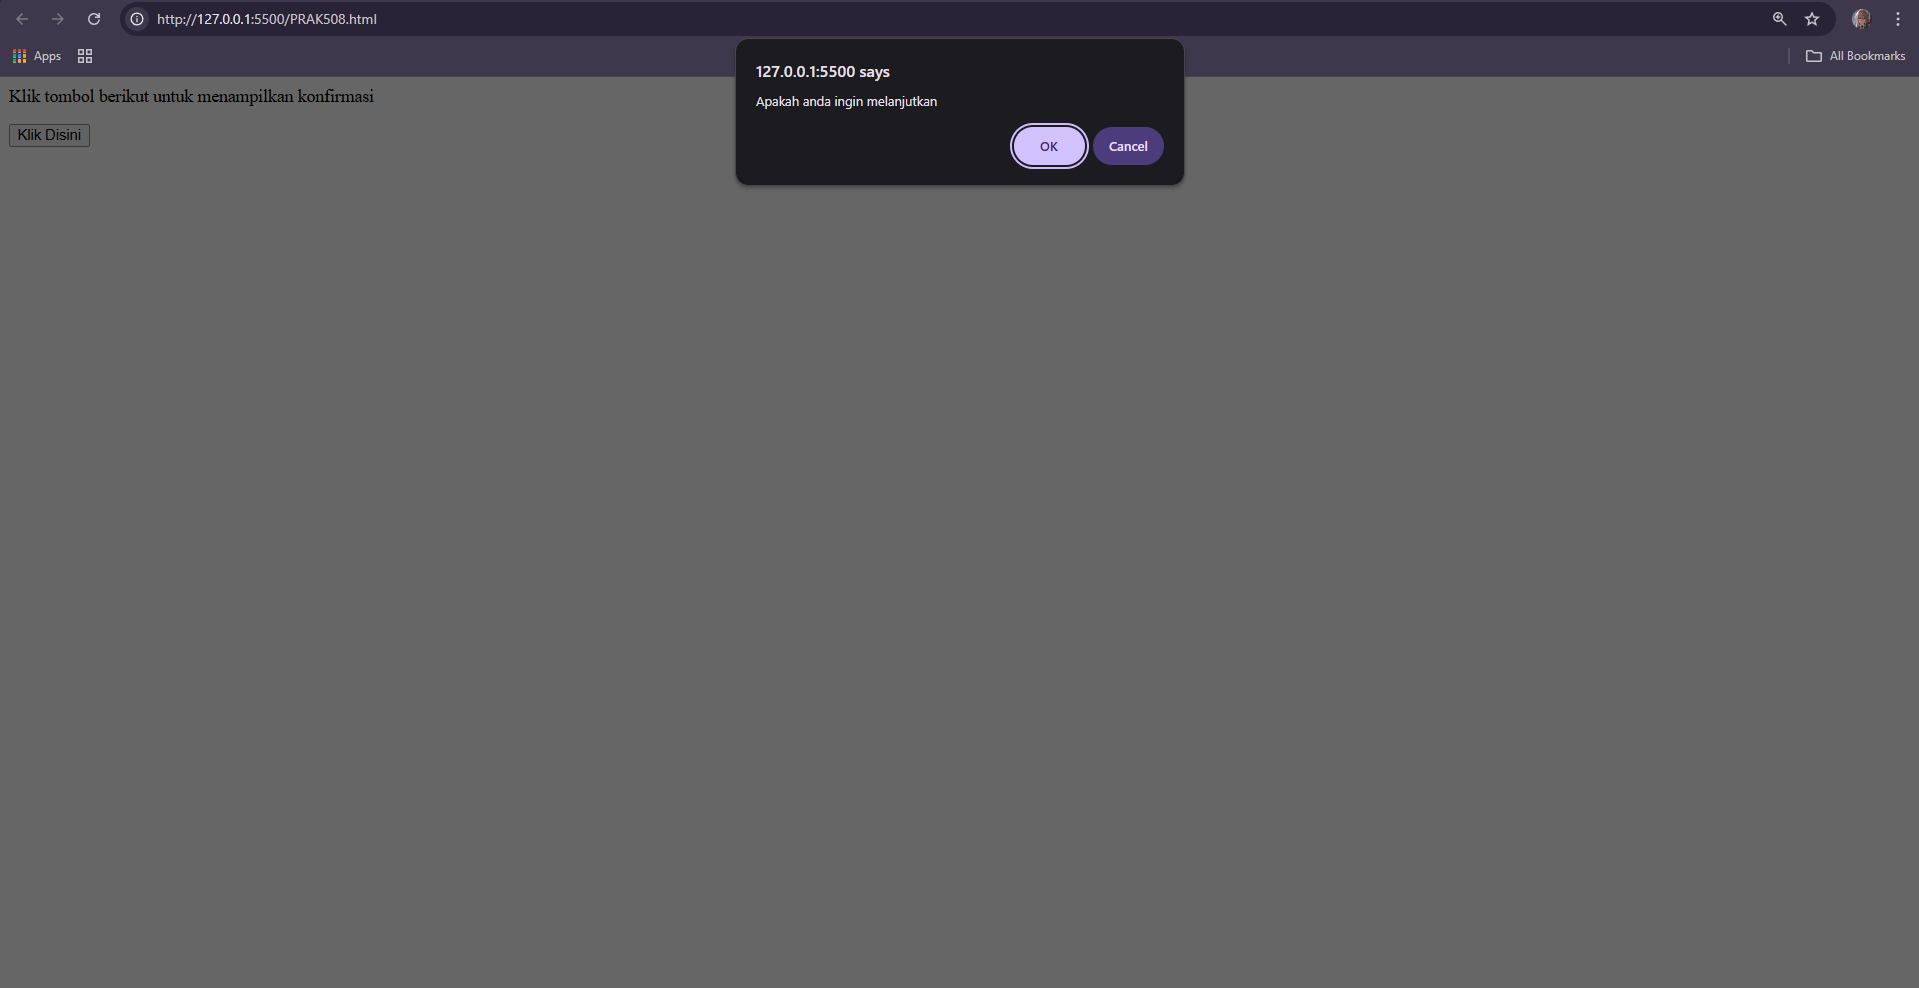 http://127.0.0.1:5500/PRAK508.html
Apps
All Bookmarks
127.0.0.1:5500 says
Apakah anda ingin melanjutkan
OK
Cancel
Klik tombol berikut untuk menampilkan konfirmasi
Klik Disini